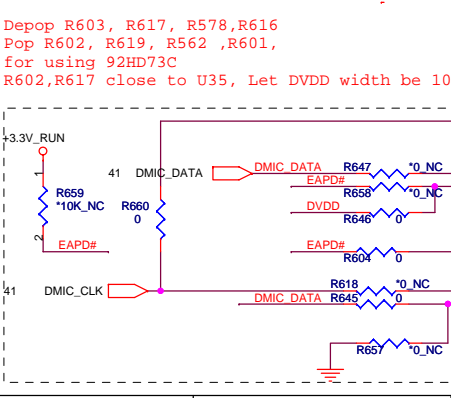 Depop R603, R617, R578,R616
Pop R602, R619, R562 ,R601,
for using 92HD73C
R602,R617 close to U35, Let DVDD width be 10
+3.3V_RUN
1
R659
*10K_NC
2
EAPD#
41 DMIC_DATA
R660
0
41 DMIC_CLK
DMIC_DATA R647 *0_NC
EAPD# R658 *0_NC
DVDD R646 0
EAPD# R604 0
R618 *0_NC
DMIC_DATA R645 0
R657 *0_NC